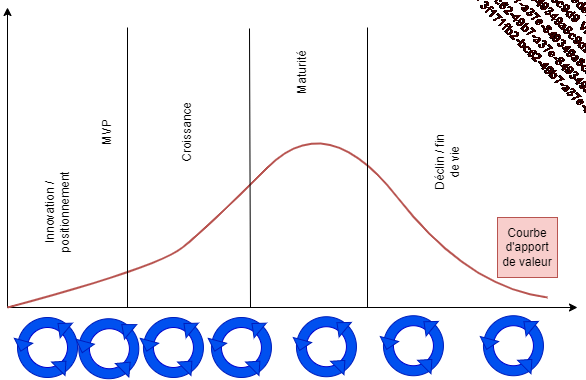 Innovation /
positionnement
MVP
Croissance
Maturité
Déclin / fin
de vie
Courbe
d'apport
de valeur